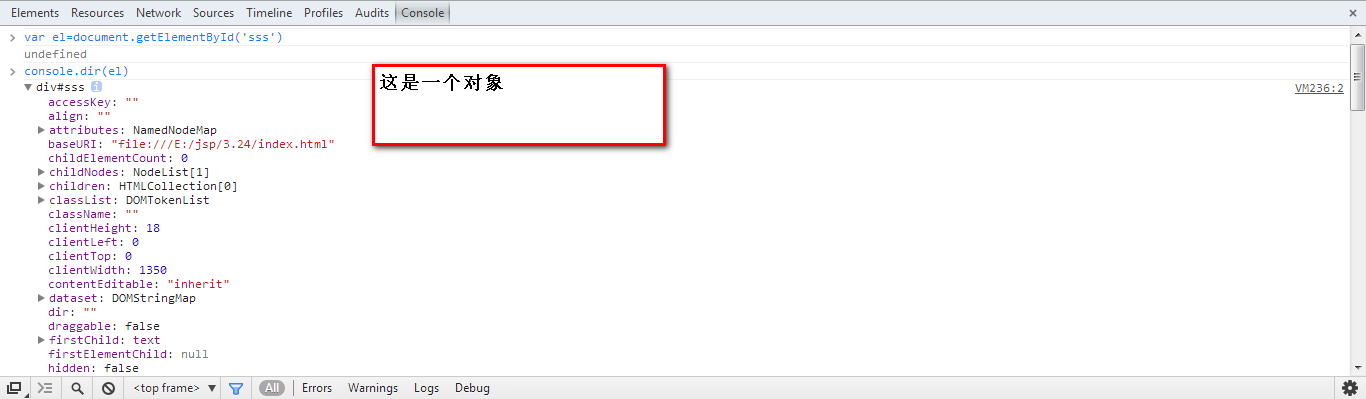 Elements Resources Network Sources Timeline Profiles Audits Console
> var el=document.getElementById('sss')
undefined
> console.dir(el)
这是一个对象
div#sss i
VM236:2
accessKey: ""
align: ""
attributes: NamedNodeMap
baseURI: "file:///E:/jsp/3.24/index.html"
childElementCount: 0
childNodes: NodeList[1]
children: HTMLCollection[0]
classList: DOMTokenList
className: ""
clientHeight: 18
clientLeft: 0
clientTop: 0
clientWidth: 1350
contentEditable: "inherit"
dataset: DOMStringMap
dir: ""
draggable: false
firstChild: text
firstElementChild: null
hidden: false
<top frame> All Errors Warnings Logs Debug